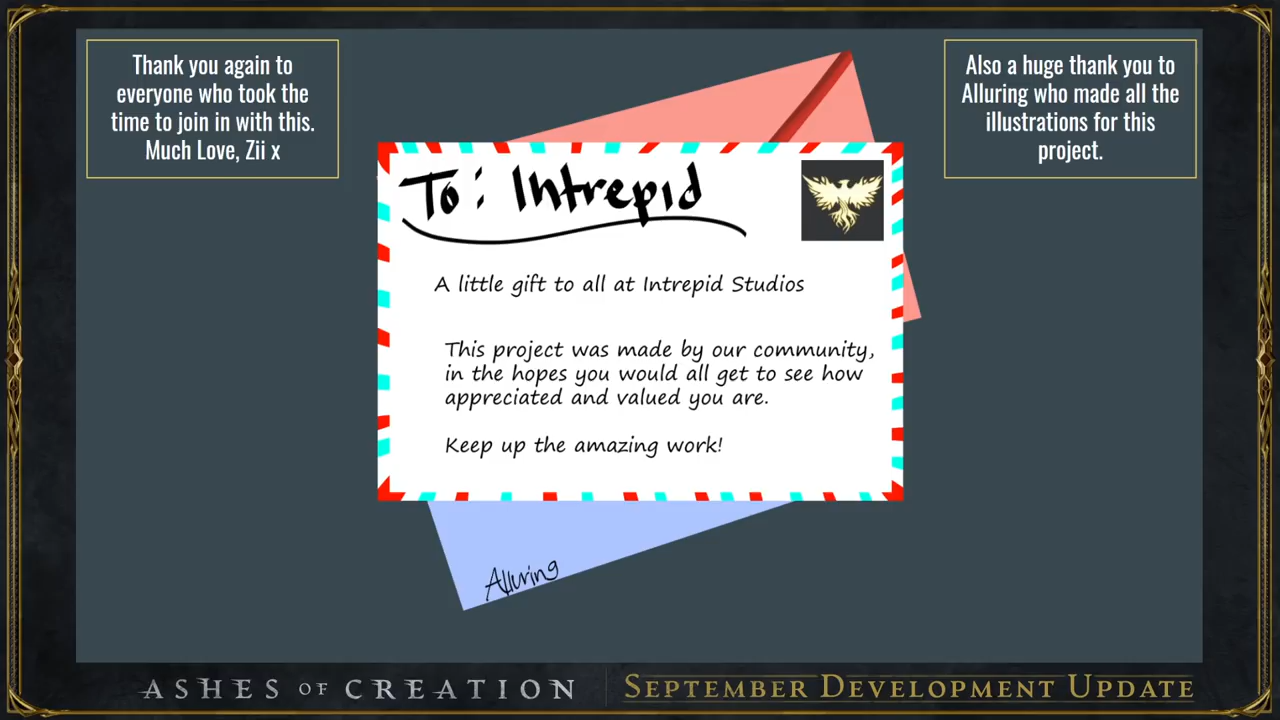 Thank you again to
everyone who took the
time to join in with this.
Much Love, Zii x
Also a huge thank you to
Alluring who made all the
illustrations for this
project.
To: Intrepid
A little gift to all at Intrepid Studios
This project was made by our community,
in the hopes you would all get to see how
appreciated and valued you are.
Keep up the amazing work!
Alluring
ASHES OF CREATION
SEPTEMBER DEVELOPMENT UPDATE